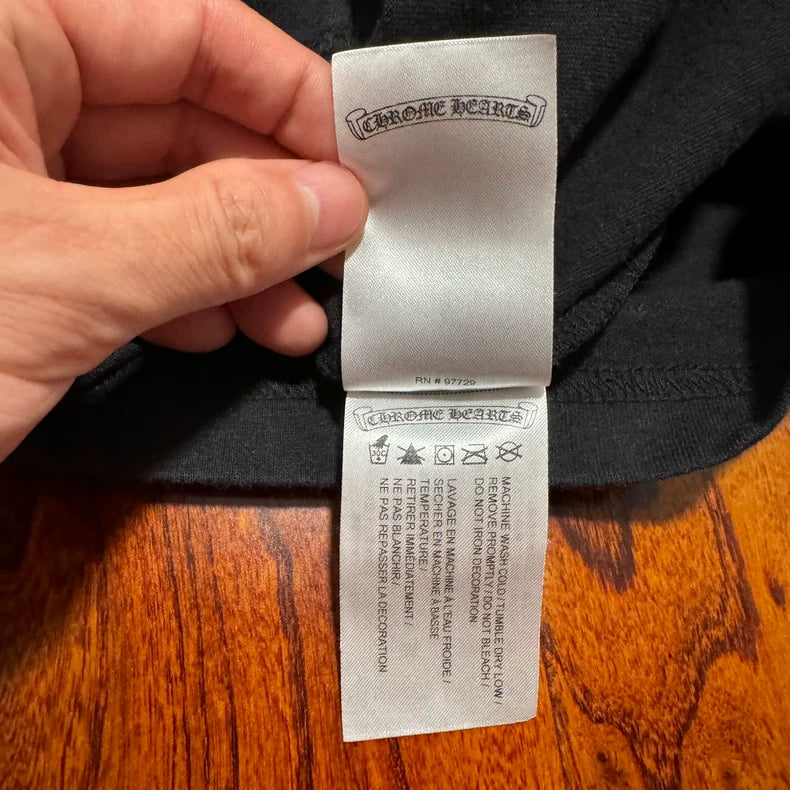 CHROME HEARTS
RN # 97729
CHROME HEARTS
MACHINE WASH COLD / TUMBLE DRY LOW /
REMOVE PROMPTLY / DO NOT BLEACH /
DO NOT IRON DECORATION
LAVAGE EN MACHINE À L'EAU FROIDE /
SECHER EN MACHINE À BASSE
TEMPERATURE /
RETIRER IMMÉDIATEMENT /
NE PAS BLANCHIR /
NE PAS REPASSER LA DECORATION